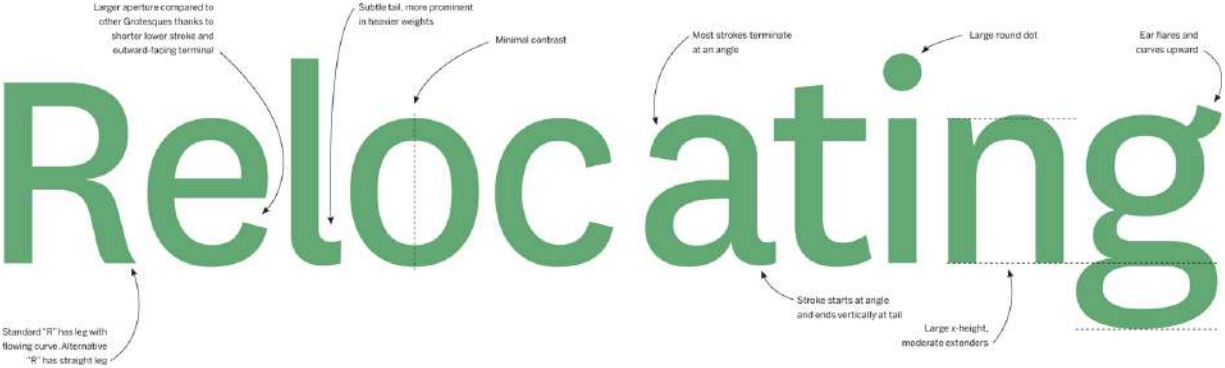 Larger aperture compared to
other Grotesques thanks to
shorter lower stroke and
outward-facing terminal
Subtle tail, more prominent
in heavier weights
Minimal contrast
Most strokes terminate
at an angle
Large round dot
Ear flares and
curves upward
Relocating
Standard "R" has leg with
flowing curve. Alternative
"R" has straight leg
Stroke starts at angle
and ends vertically at tail
Large x-height,
moderate extenders